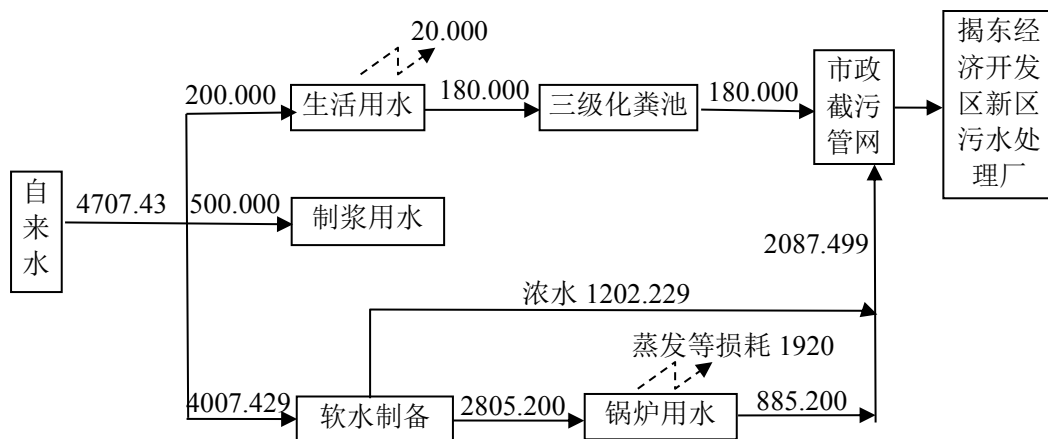 20.000
200.000
生活用水
180.000
三级化粪池
180.000
市政
截污
管网
揭东经
济开发
区新区
污水处
理厂
自
来
水
4707.43
500.000
制浆用水
2087.499
浓水 1202.229
蒸发等损耗 1920
4007.429
软水制备
2805.200
锅炉用水
885.200